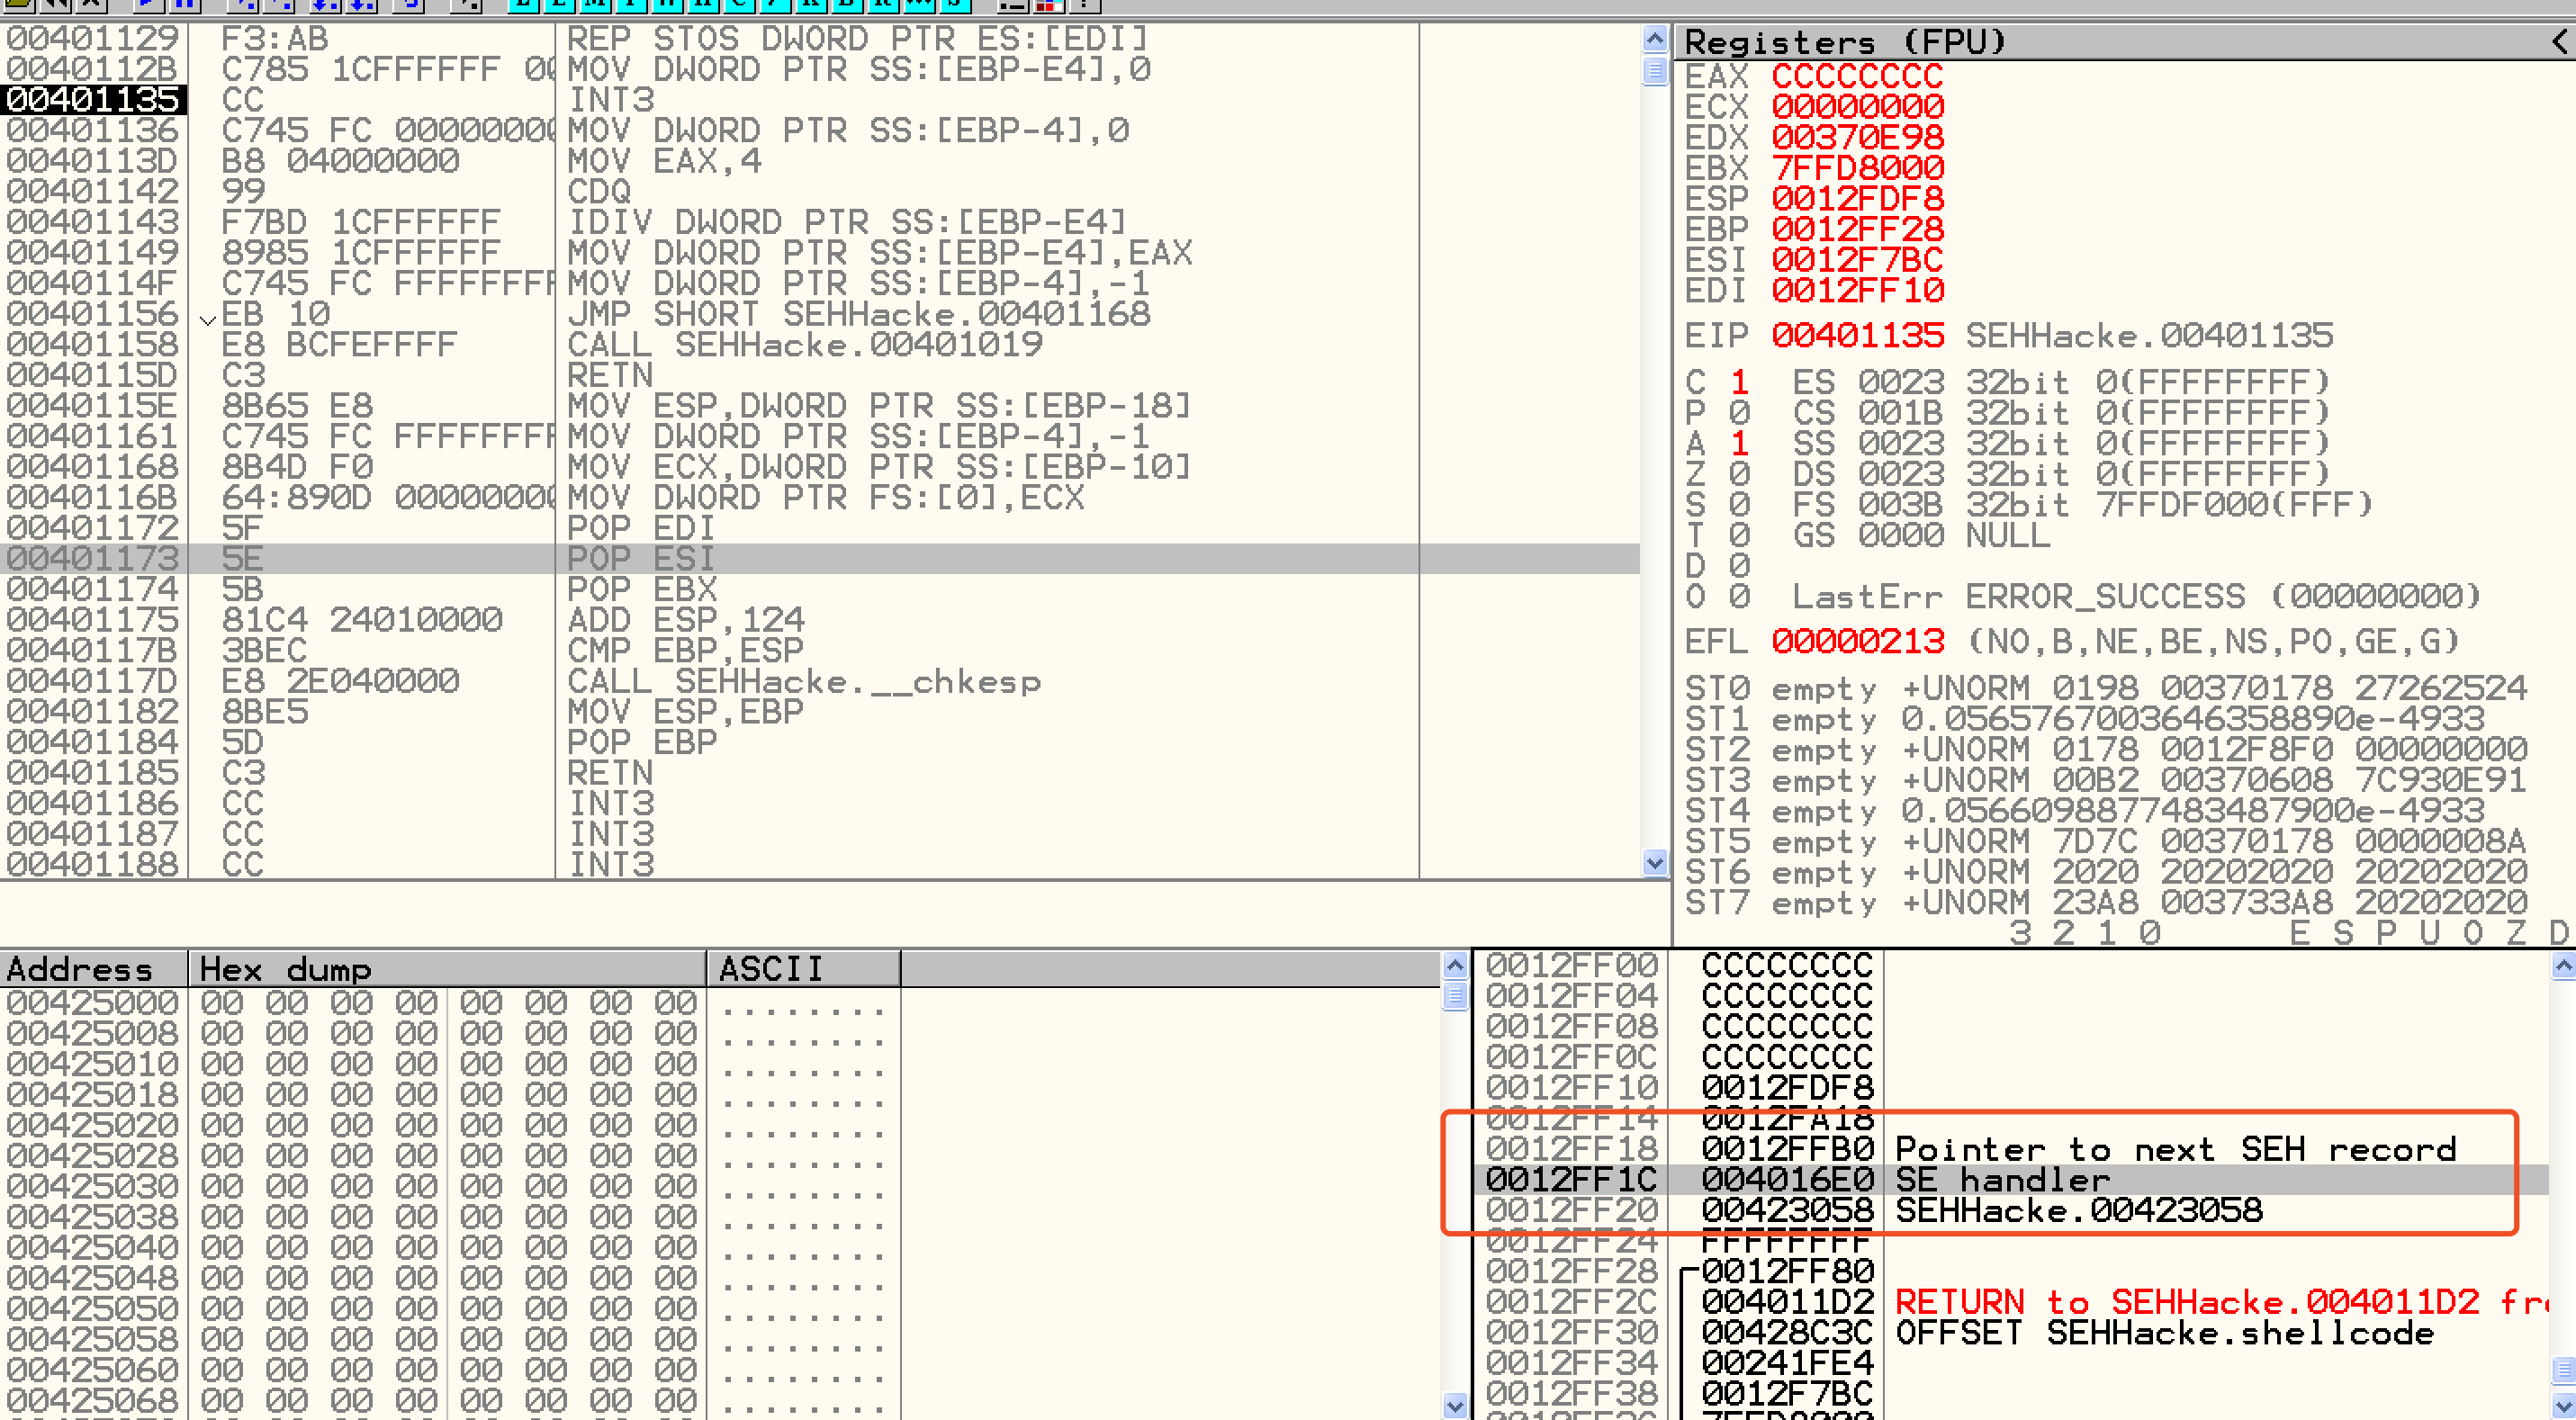 00401129 F3:AB REP STOS DWORD PTR ES:[EDI]
0040112B C785 1CFFFFFF 00 MOV DWORD PTR SS:[EBP-E4],0
00401135 CC INT3
00401136 C745 FC 00000000 MOV DWORD PTR SS:[EBP-4],0
0040113D B8 04000000 MOV EAX,4
00401142 99 CDQ
00401143 F7BD 1CFFFFFF IDIV DWORD PTR SS:[EBP-E4]
00401149 8985 1CFFFFFF MOV DWORD PTR SS:[EBP-E4],EAX
0040114F C745 FC FFFFFFFF MOV DWORD PTR SS:[EBP-4],-1
00401156 EB 10 JMP SHORT SEHHacke.00401168
00401158 E8 BCFEFFFF CALL SEHHacke.00401019
0040115D C3 RETN
0040115E 8B65 E8 MOV ESP,DWORD PTR SS:[EBP-18]
00401161 C745 FC FFFFFFFF MOV DWORD PTR SS:[EBP-4],-1
00401168 8B4D F0 MOV ECX,DWORD PTR SS:[EBP-10]
0040116B 64:890D 00000000 MOV DWORD PTR FS:[0],ECX
00401172 5F POP EDI
00401173 5E POP ESI
00401174 5B POP EBX
00401175 81C4 24010000 ADD ESP,124
0040117B 3BEC CMP EBP,ESP
0040117D E8 2E040000 CALL SEHHacke.__chkesp
00401182 8BE5 MOV ESP,EBP
00401184 5D POP EBP
00401185 C3 RETN
00401186 CC INT3
00401187 CC INT3
00401188 CC INT3
Registers (FPU) <
EAX CCCCCCCC
ECX 00000000
EDX 00370E98
EBX 7FFD8000
ESP 0012FDF8
EBP 0012FF28
ESI 0012F7BC
EDI 0012FF10
EIP 00401135 SEHHacke.00401135
C 1 ES 0023 32bit 0(FFFFFFFF)
P 0 CS 001B 32bit 0(FFFFFFFF)
A 1 SS 0023 32bit 0(FFFFFFFF)
Z 0 DS 0023 32bit 0(FFFFFFFF)
S 0 FS 003B 32bit 7FFDF000(FFF)
T 0 GS 0000 NULL
D 0
O 0 LastErr ERROR_SUCCESS (00000000)
EFL 00000213 (NO,B,NE,BE,NS,PO,GE,G)
ST0 empty +UNORM 0198 00370178 27262524
ST1 empty 0.0565767003646358890e-4933
ST2 empty +UNORM 0178 0012F8F0 00000000
ST3 empty +UNORM 00B2 00370608 7C930E91
ST4 empty 0.0566098877483487900e-4933
ST5 empty +UNORM 7D7C 00370178 0000008A
ST6 empty +UNORM 2020 20202020 20202020
ST7 empty +UNORM 23A8 003733A8 20202020
3 2 1 0 E S P U O Z D
Address Hex dump ASCII
00425000 00 00 00 00 00 00 00 00 ........
00425008 00 00 00 00 00 00 00 00 ........
00425010 00 00 00 00 00 00 00 00 ........
00425018 00 00 00 00 00 00 00 00 ........
00425020 00 00 00 00 00 00 00 00 ........
00425028 00 00 00 00 00 00 00 00 ........
00425030 00 00 00 00 00 00 00 00 ........
00425038 00 00 00 00 00 00 00 00 ........
00425040 00 00 00 00 00 00 00 00 ........
00425048 00 00 00 00 00 00 00 00 ........
00425050 00 00 00 00 00 00 00 00 ........
00425058 00 00 00 00 00 00 00 00 ........
00425060 00 00 00 00 00 00 00 00 ........
00425068 00 00 00 00 00 00 00 00 ........
0012FF00 CCCCCCCC
0012FF04 CCCCCCCC
0012FF08 CCCCCCCC
0012FF0C CCCCCCCC
0012FF10 0012FDF8
0012FF14 0012FA18
0012FF18 0012FFB0 Pointer to next SEH record
0012FF1C 004016E0 SE handler
0012FF20 00423058 SEHHacke.00423058
0012FF24 FFFFFFFF
0012FF28 0012FF80
0012FF2C 004011D2 RETURN to SEHHacke.004011D2 fr
0012FF30 00428C3C OFFSET SEHHacke.shellcode
0012FF34 00241FE4
0012FF38 0012F7BC